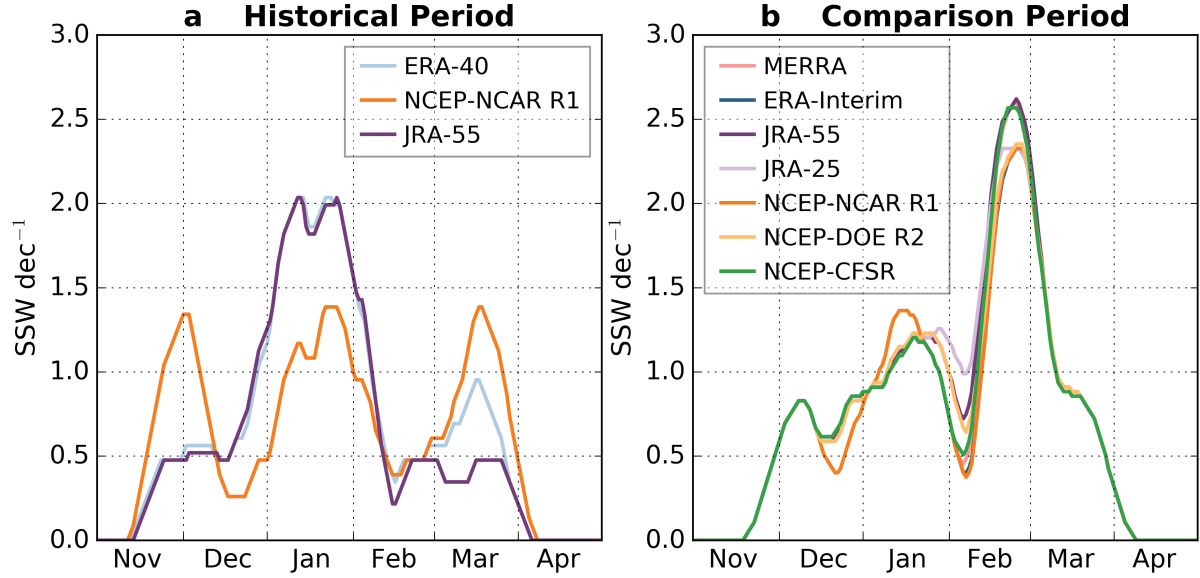 a Historical Period
SSW dec⁻¹
3.0
2.5
2.0
1.5
1.0
0.5
0.0
ERA-40
NCEP-NCAR R1
JRA-55
Nov Dec Jan Feb Mar Apr
b Comparison Period
SSW dec⁻¹
3.0
2.5
2.0
1.5
1.0
0.5
0.0
MERRA
ERA-Interim
JRA-55
JRA-25
NCEP-NCAR R1
NCEP-DOE R2
NCEP-CFSR
Nov Dec Jan Feb Mar Apr